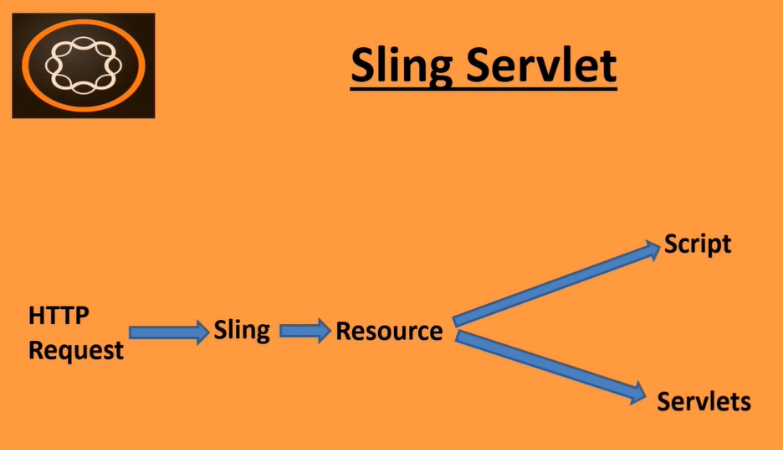 Sling Servlet
Script
HTTP
Request
Sling
Resource
Servlets